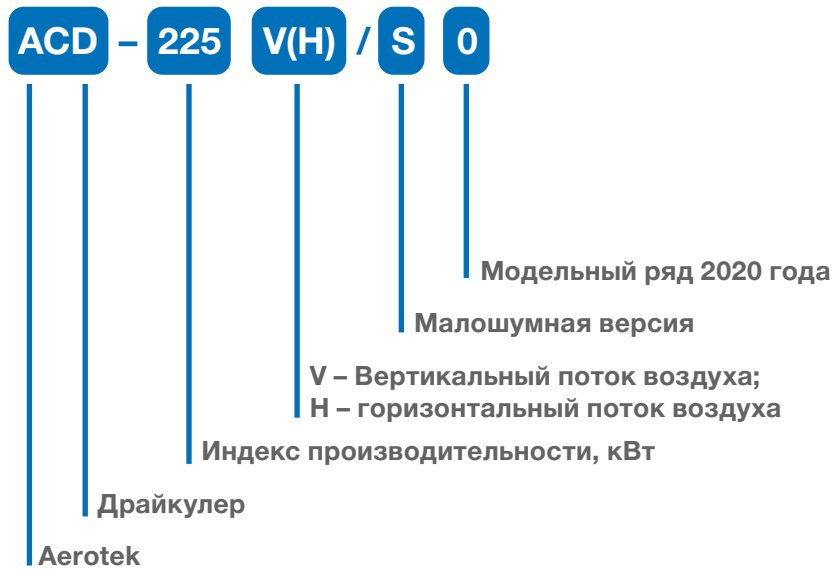 ACD – 225 V(H) / S 0
Модельный ряд 2020 года
Малошумная версия
V – Вертикальный поток воздуха;
H – горизонтальный поток воздуха
Индекс производительности, кВт
Драйкулер
Aerotek